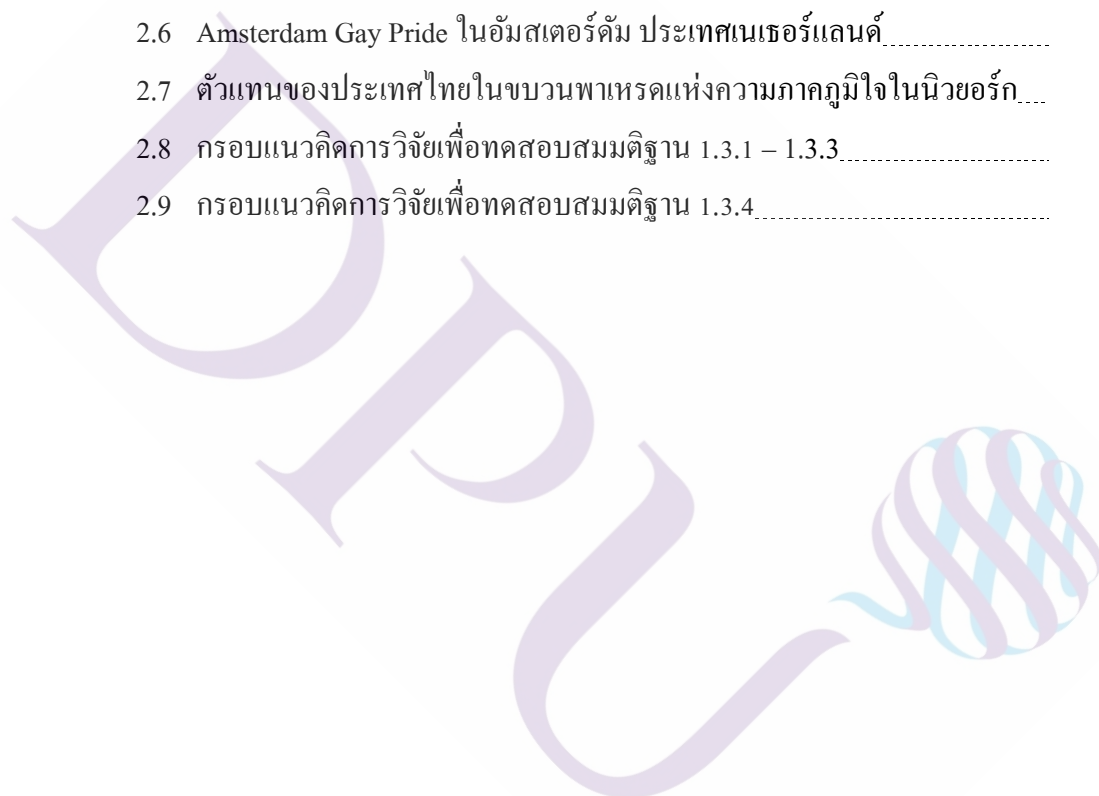 2.6 Amsterdam Gay Pride ในอัมสเตอร์ดัม ประเทศเนเธอร์แลนด์
2.7 ตัวแทนของประเทศไทยในขบวนพาเหรดแห่งความภาคภูมิใจในนิวยอร์ก
2.8 กรอบแนวคิดการวิจัยเพื่อทดสอบสมมติฐาน 1.3.1 – 1.3.3
2.9 กรอบแนวคิดการวิจัยเพื่อทดสอบสมมติฐาน 1.3.4
DPU